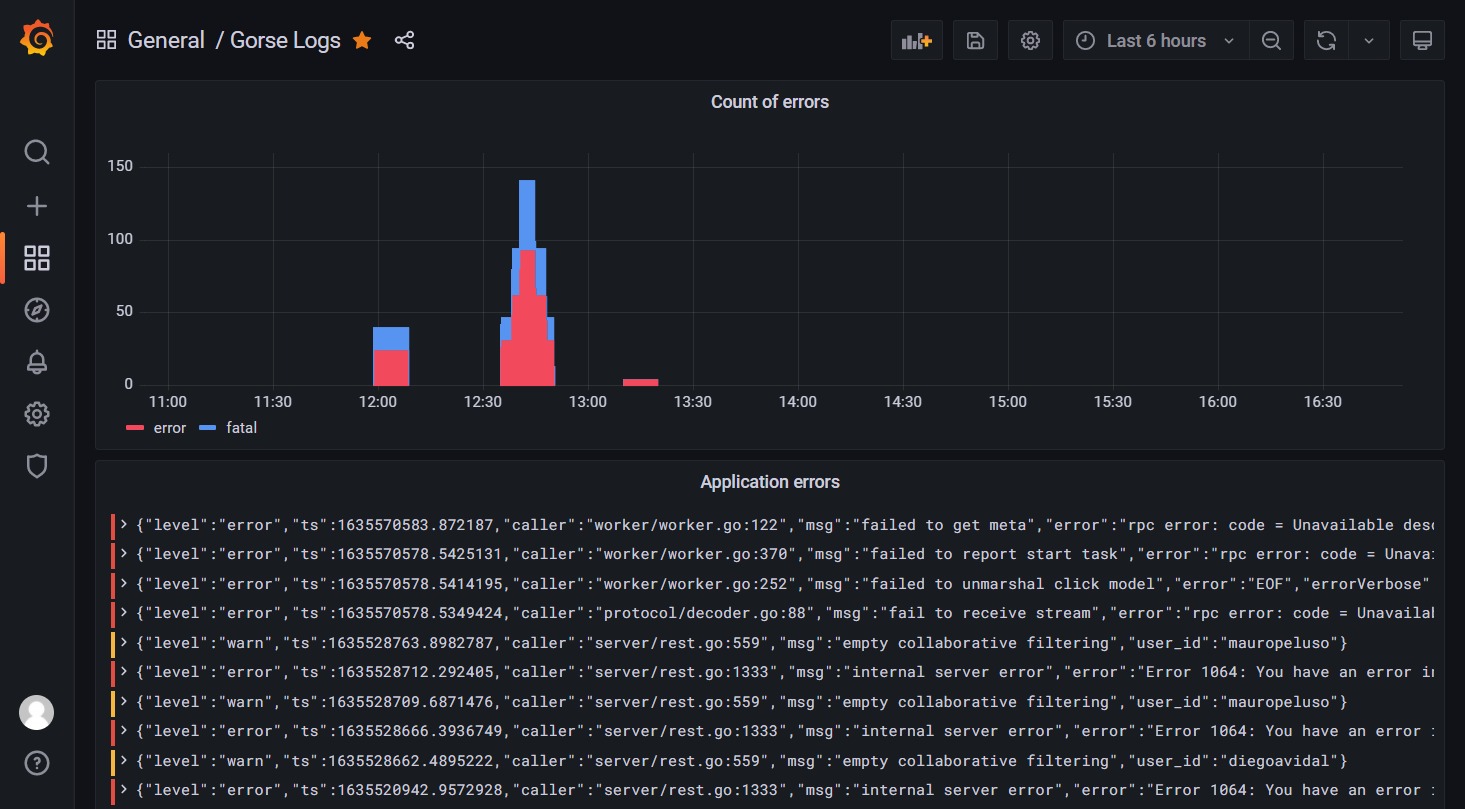 General / Gorse Logs
Last 6 hours
Count of errors
150
100
50
0
11:00 11:30 12:00 12:30 13:00 13:30 14:00 14:30 15:00 15:30 16:00 16:30
error fatal
Application errors
{"level":"error","ts":1635570583.872187,"caller":"worker/worker.go:122","msg":"failed to get meta","error":"rpc error: code = Unavailable desc
{"level":"error","ts":1635570578.5425131,"caller":"worker/worker.go:370","msg":"failed to report start task","error":"rpc error: code = Unavai
{"level":"error","ts":1635570578.5414195,"caller":"worker/worker.go:252","msg":"failed to unmarshal click model","error":"EOF","errorVerbose"
{"level":"error","ts":1635570578.5349424,"caller":"protocol/decoder.go:88","msg":"fail to receive stream","error":"rpc error: code = Unavailab
{"level":"warn","ts":1635528763.8982787,"caller":"server/rest.go:559","msg":"empty collaborative filtering","user_id":"mauropeluso"}
{"level":"error","ts":1635528712.292405,"caller":"server/rest.go:1333","msg":"internal server error","error":"Error 1064: You have an error in
{"level":"warn","ts":1635528709.6871476,"caller":"server/rest.go:559","msg":"empty collaborative filtering","user_id":"mauropeluso"}
{"level":"error","ts":1635528666.3936749,"caller":"server/rest.go:1333","msg":"internal server error","error":"Error 1064: You have an error
{"level":"warn","ts":1635528662.4895222,"caller":"server/rest.go:559","msg":"empty collaborative filtering","user_id":"diegoavidal"}
{"level":"error","ts":1635520942.9572928,"caller":"server/rest.go:1333","msg":"internal server error","error":"Error 1064: You have an error